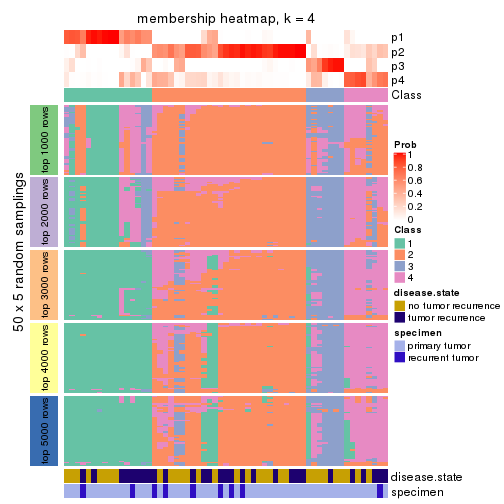 membership heatmap, k = 4
p1
p2
p3
p4
Class
50 x 5 random samplings
top 1000 rows
top 2000 rows
top 3000 rows
top 4000 rows
top 5000 rows
disease.state
specimen
Prob
1
0.8
0.6
0.4
0.2
0
Class
1
2
3
4
disease.state
no tumor recurrence
tumor recurrence
specimen
primary tumor
recurrent tumor